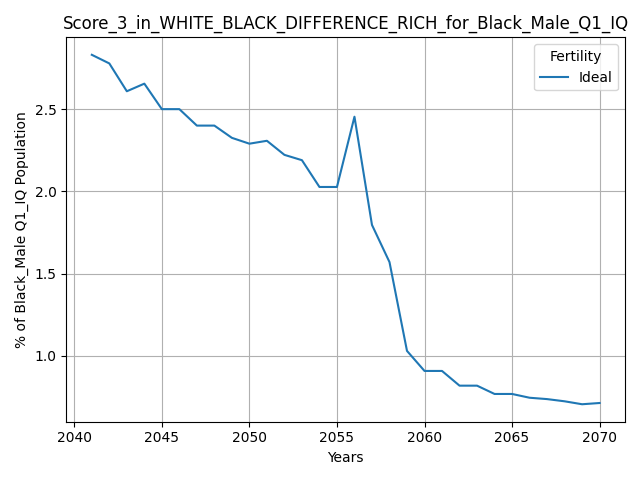 Score_3_in_WHITE_BLACK_DIFFERENCE_RICH_for_Black_Male_Q1_IQ
Fertility
Ideal
% of Black_Male Q1_IQ Population
2.5
2.0
1.5
1.0
2040 2045 2050 2055 2060 2065 2070
Years